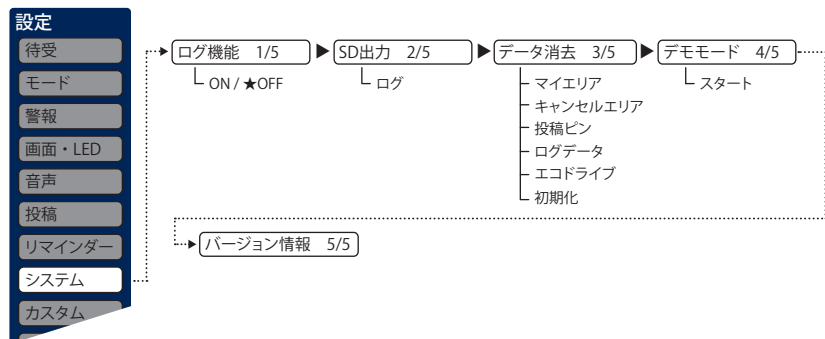 設定
待受
モード
警報
画面・LED
音声
投稿
リマインダー
システム
カスタム
ログ機能 1/5
ON / ★OFF
SD出力 2/5
ログ
データ消去 3/5
マイエリア
キャンセルエリア
投稿ピン
ログデータ
エコドライブ
初期化
デモモード 4/5
スタート
バージョン情報 5/5